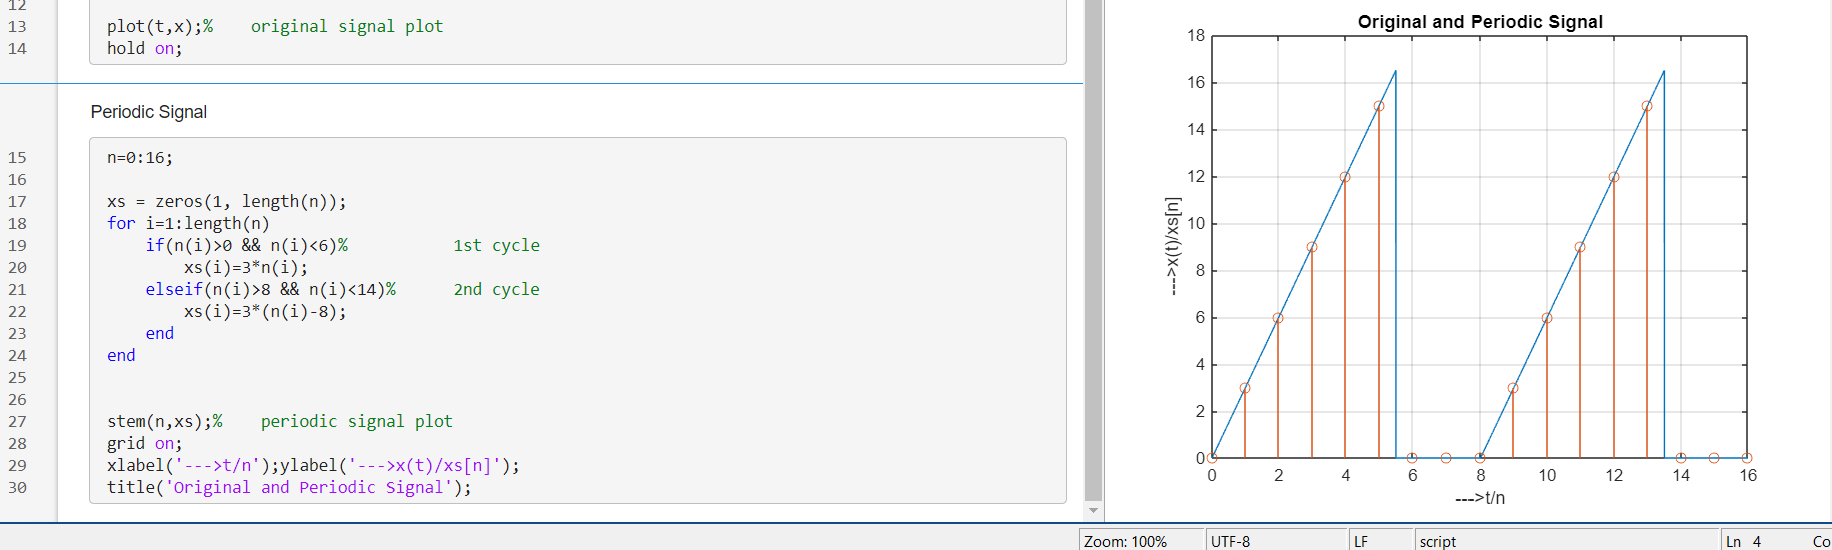 12
13 plot(t,x);% original signal plot
14 hold on;
Periodic Signal
15 n=0:16;
16
17 xs = zeros(1, length(n));
18 for i=1:length(n)
19 if(n(i)>0 && n(i)<6)% 1st cycle
20 xs(i)=3*n(i);
21 elseif(n(i)>8 && n(i)<14)% 2nd cycle
22 xs(i)=3*(n(i)-8);
23 end
24 end
25
26
27 stem(n,xs);% periodic signal plot
28 grid on;
29 xlabel('--->t/n');ylabel('--->x(t)/xs[n]');
30 title('Original and Periodic Signal');
Original and Periodic Signal
18
16
14
12
10
8
6
4
2
0
--->x(t)/xs[n]
0 2 4 6 8 10 12 14 16
--->t/n
Zoom: 100% UTF-8 LF script Ln 4 Co